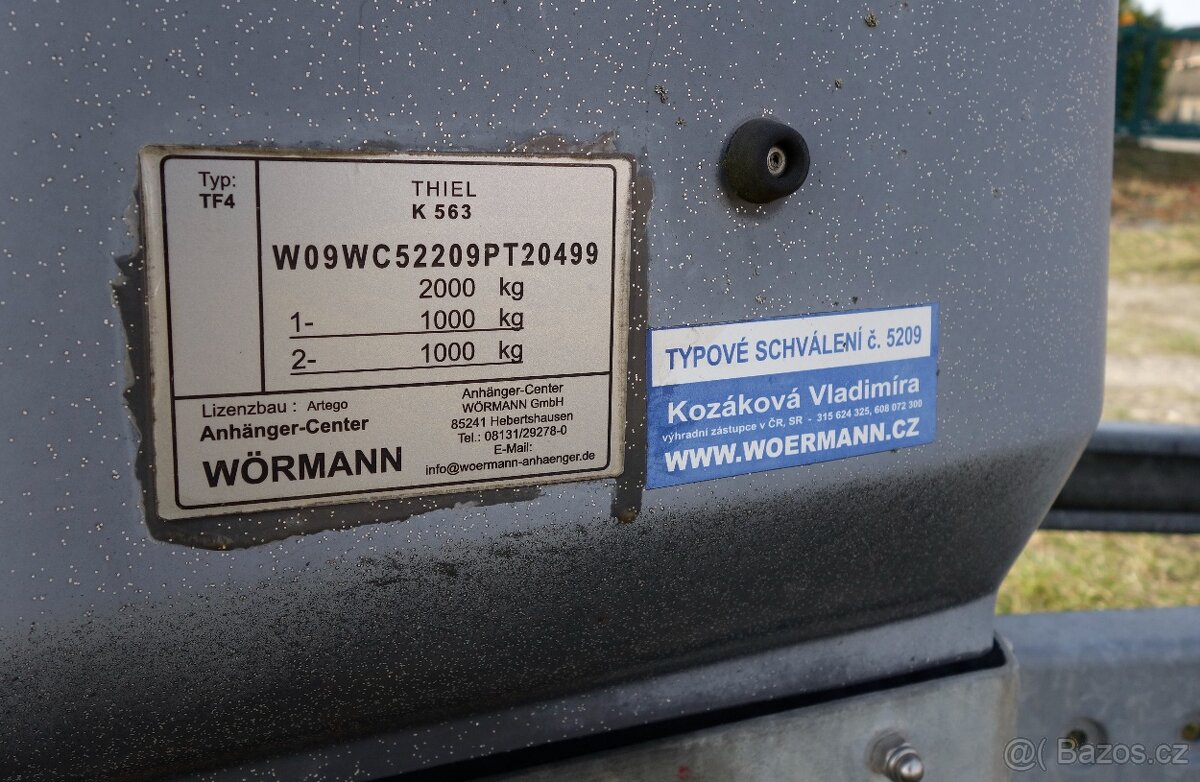 Typ:
TF4
THIEL
K 563
W09WC52209PT20499
2000 kg
1- 1000 kg
2- 1000 kg
Lizenzbau : Artego
Anhänger-Center
WÖRMANN
Anhänger-Center
WÖRMANN GmbH
85241 Hebertshausen
Tel.: 08131/29278-0
E-Mail:
info@woermann-anhaenger.de
TYPOVÉ SCHVÁLENÍ č. 5209
Kozáková Vladimíra
výhradní zástupce v ČR, SR - 315 624 325, 608 072 300
WWW.WOERMANN.CZ
@( Bazos.cz